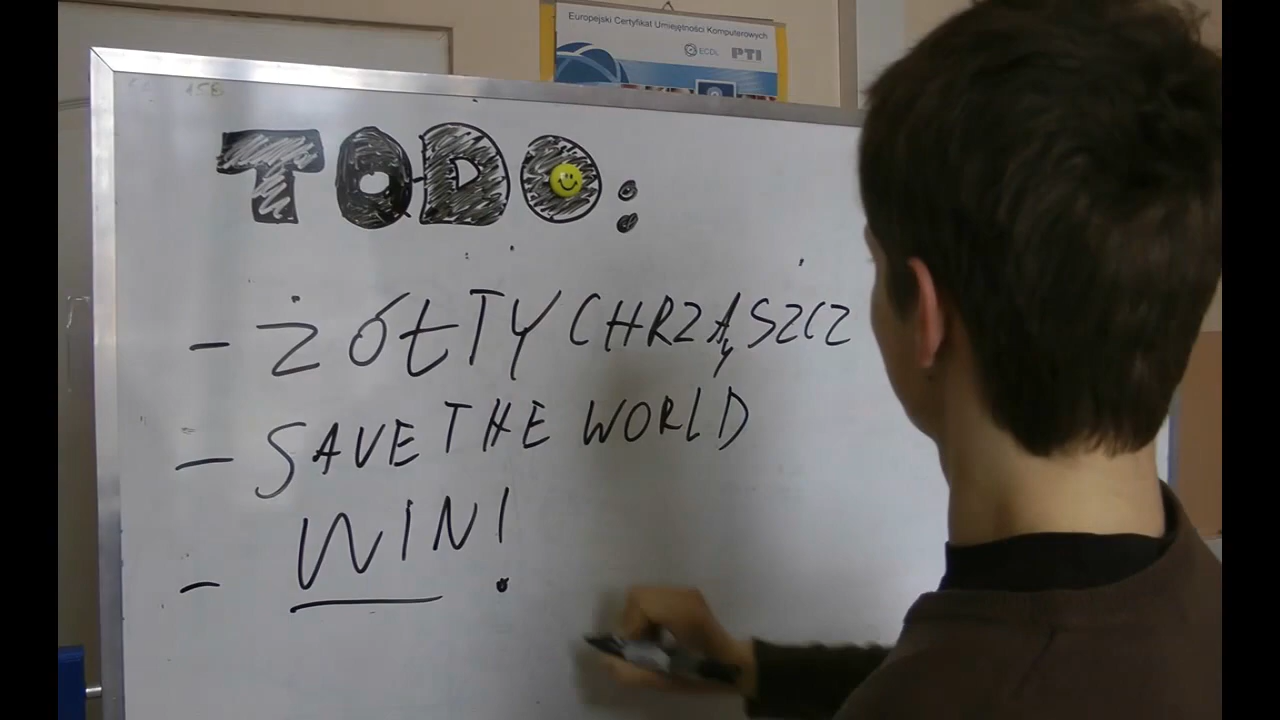 Europejski Certyfikat Umiejętności Komputerowych
ECDL PTI
TODO:
- ŻÓŁTY CHRZĄSZCZ
- SAVE THE WORLD
- WIN!